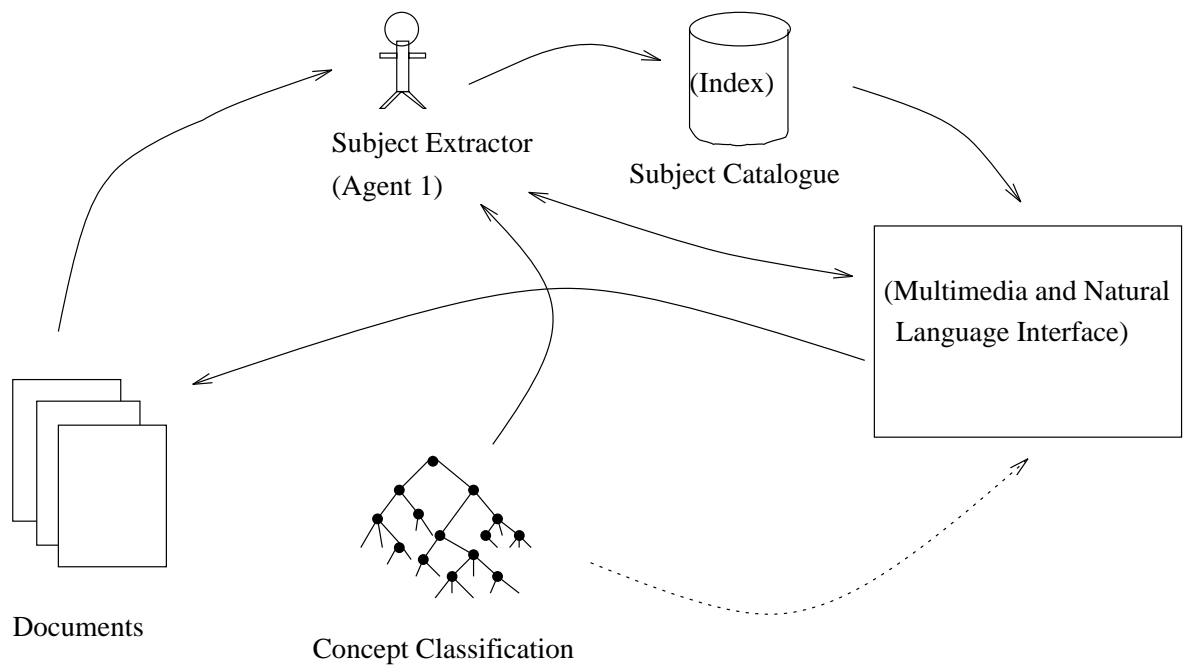 (Index)
Subject Extractor
(Agent 1)
Subject Catalogue
(Multimedia and Natural
Language Interface)
Documents
Concept Classification